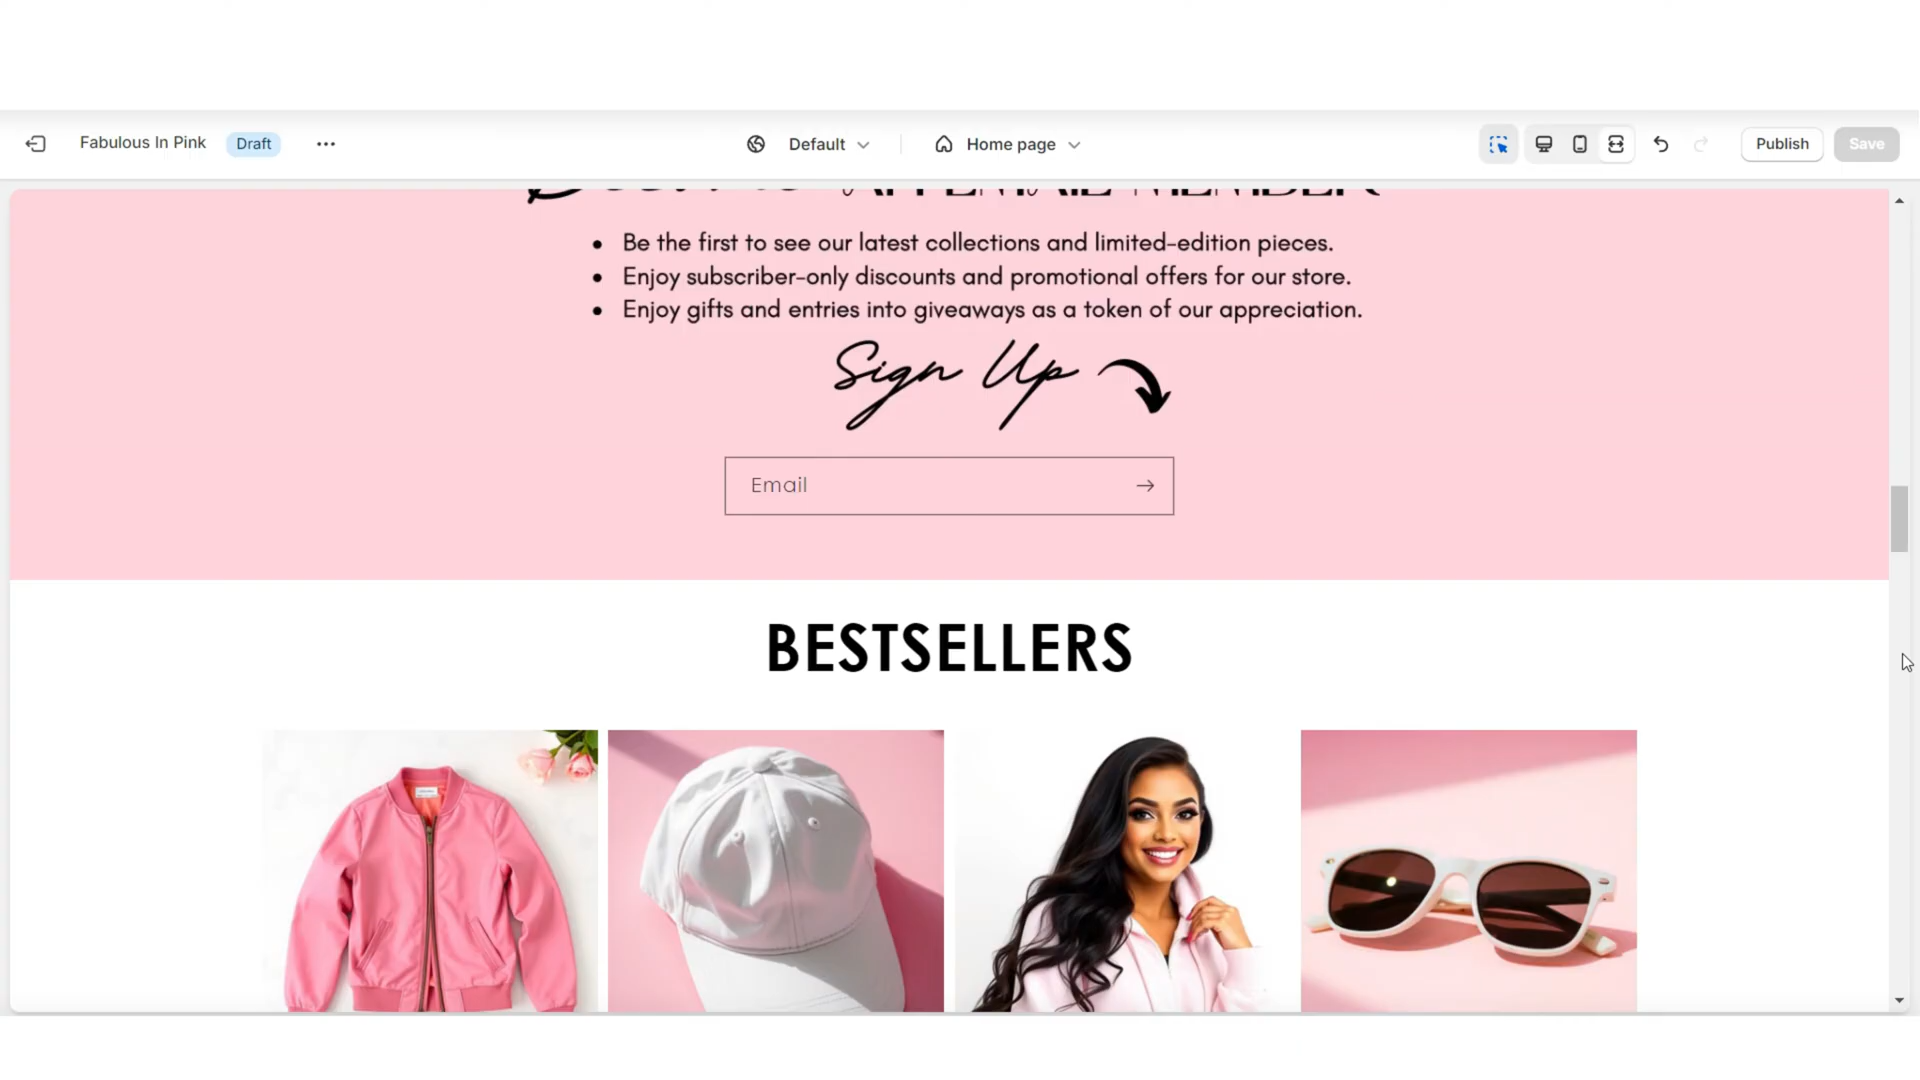 Fabulous In Pink Draft Default Home page Publish Save
MEMBER
• Be the first to see our latest collections and limited-edition pieces.
• Enjoy subscriber-only discounts and promotional offers for our store.
• Enjoy gifts and entries into giveaways as a token of our appreciation.
Sign Up
Email
BESTSELLERS